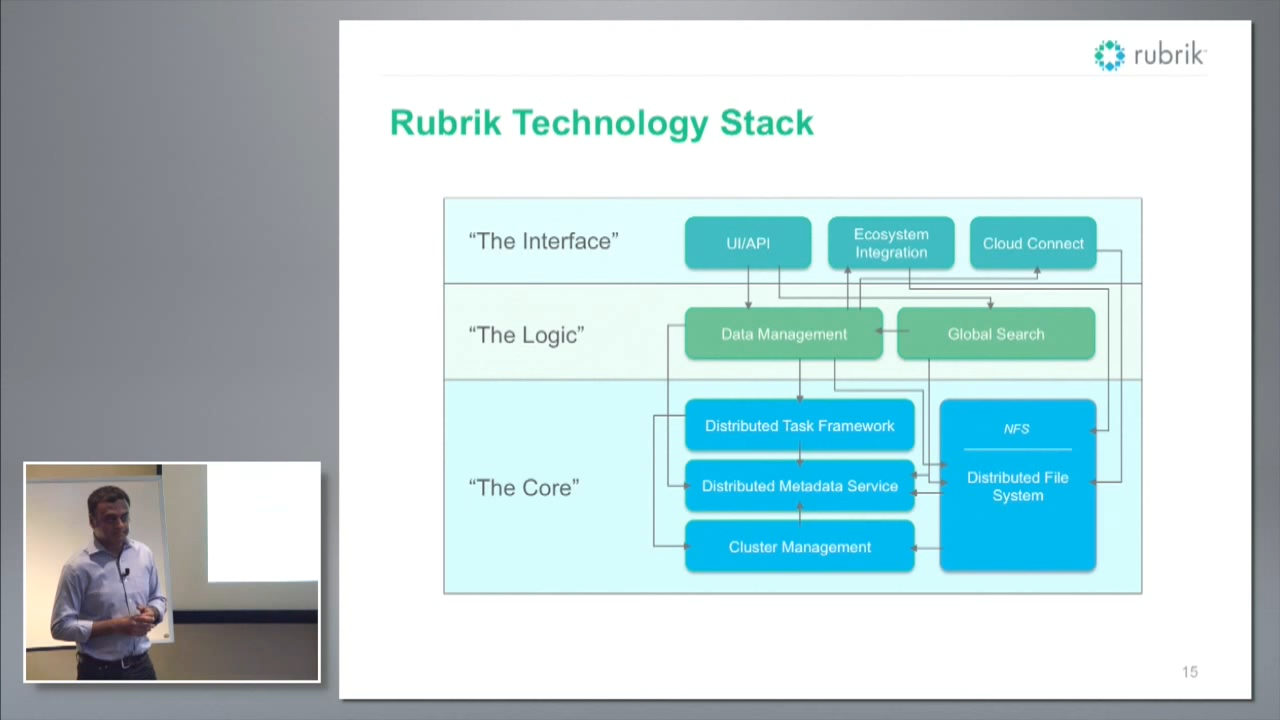 rubrik
Rubrik Technology Stack
“The Interface”
UI/API
Ecosystem
Integration
Cloud Connect
“The Logic”
Data Management
Global Search
“The Core”
Distributed Task Framework
Distributed Metadata Service
Cluster Management
NFS
Distributed File
System
15